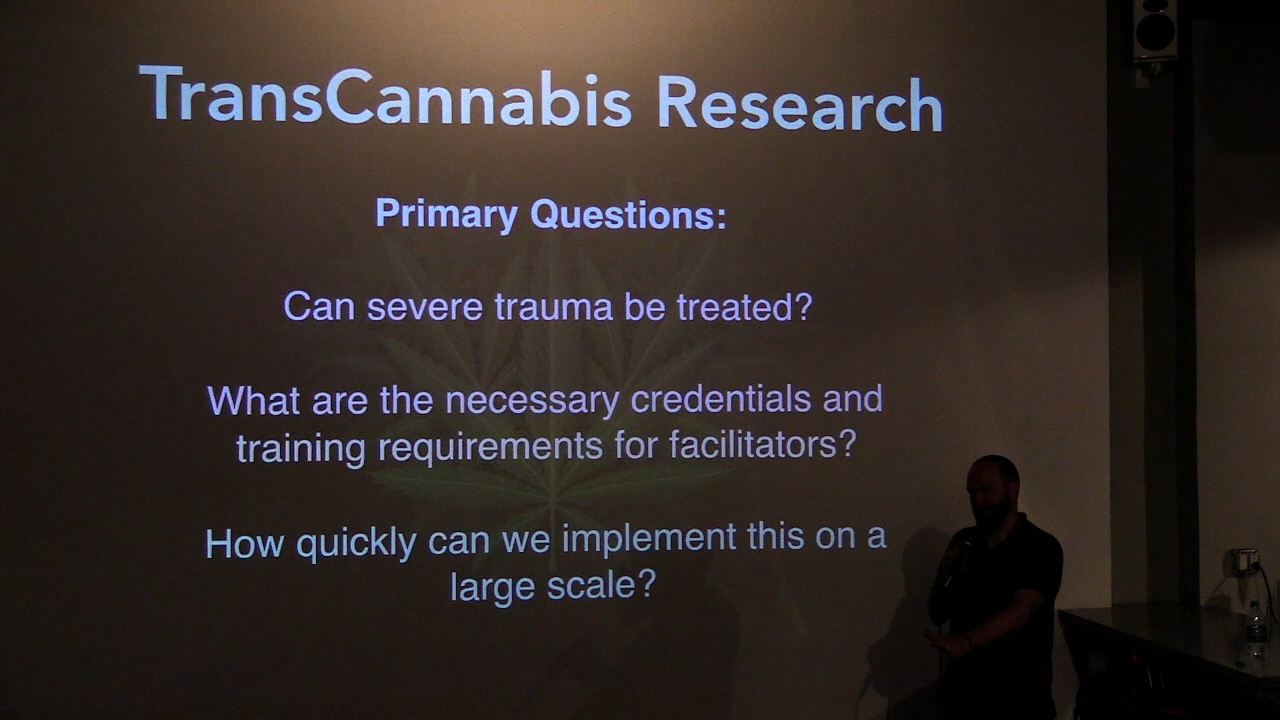 TransCannabis Research
Primary Questions:
Can severe trauma be treated?
What are the necessary credentials and
training requirements for facilitators?
How quickly can we implement this on a
large scale?